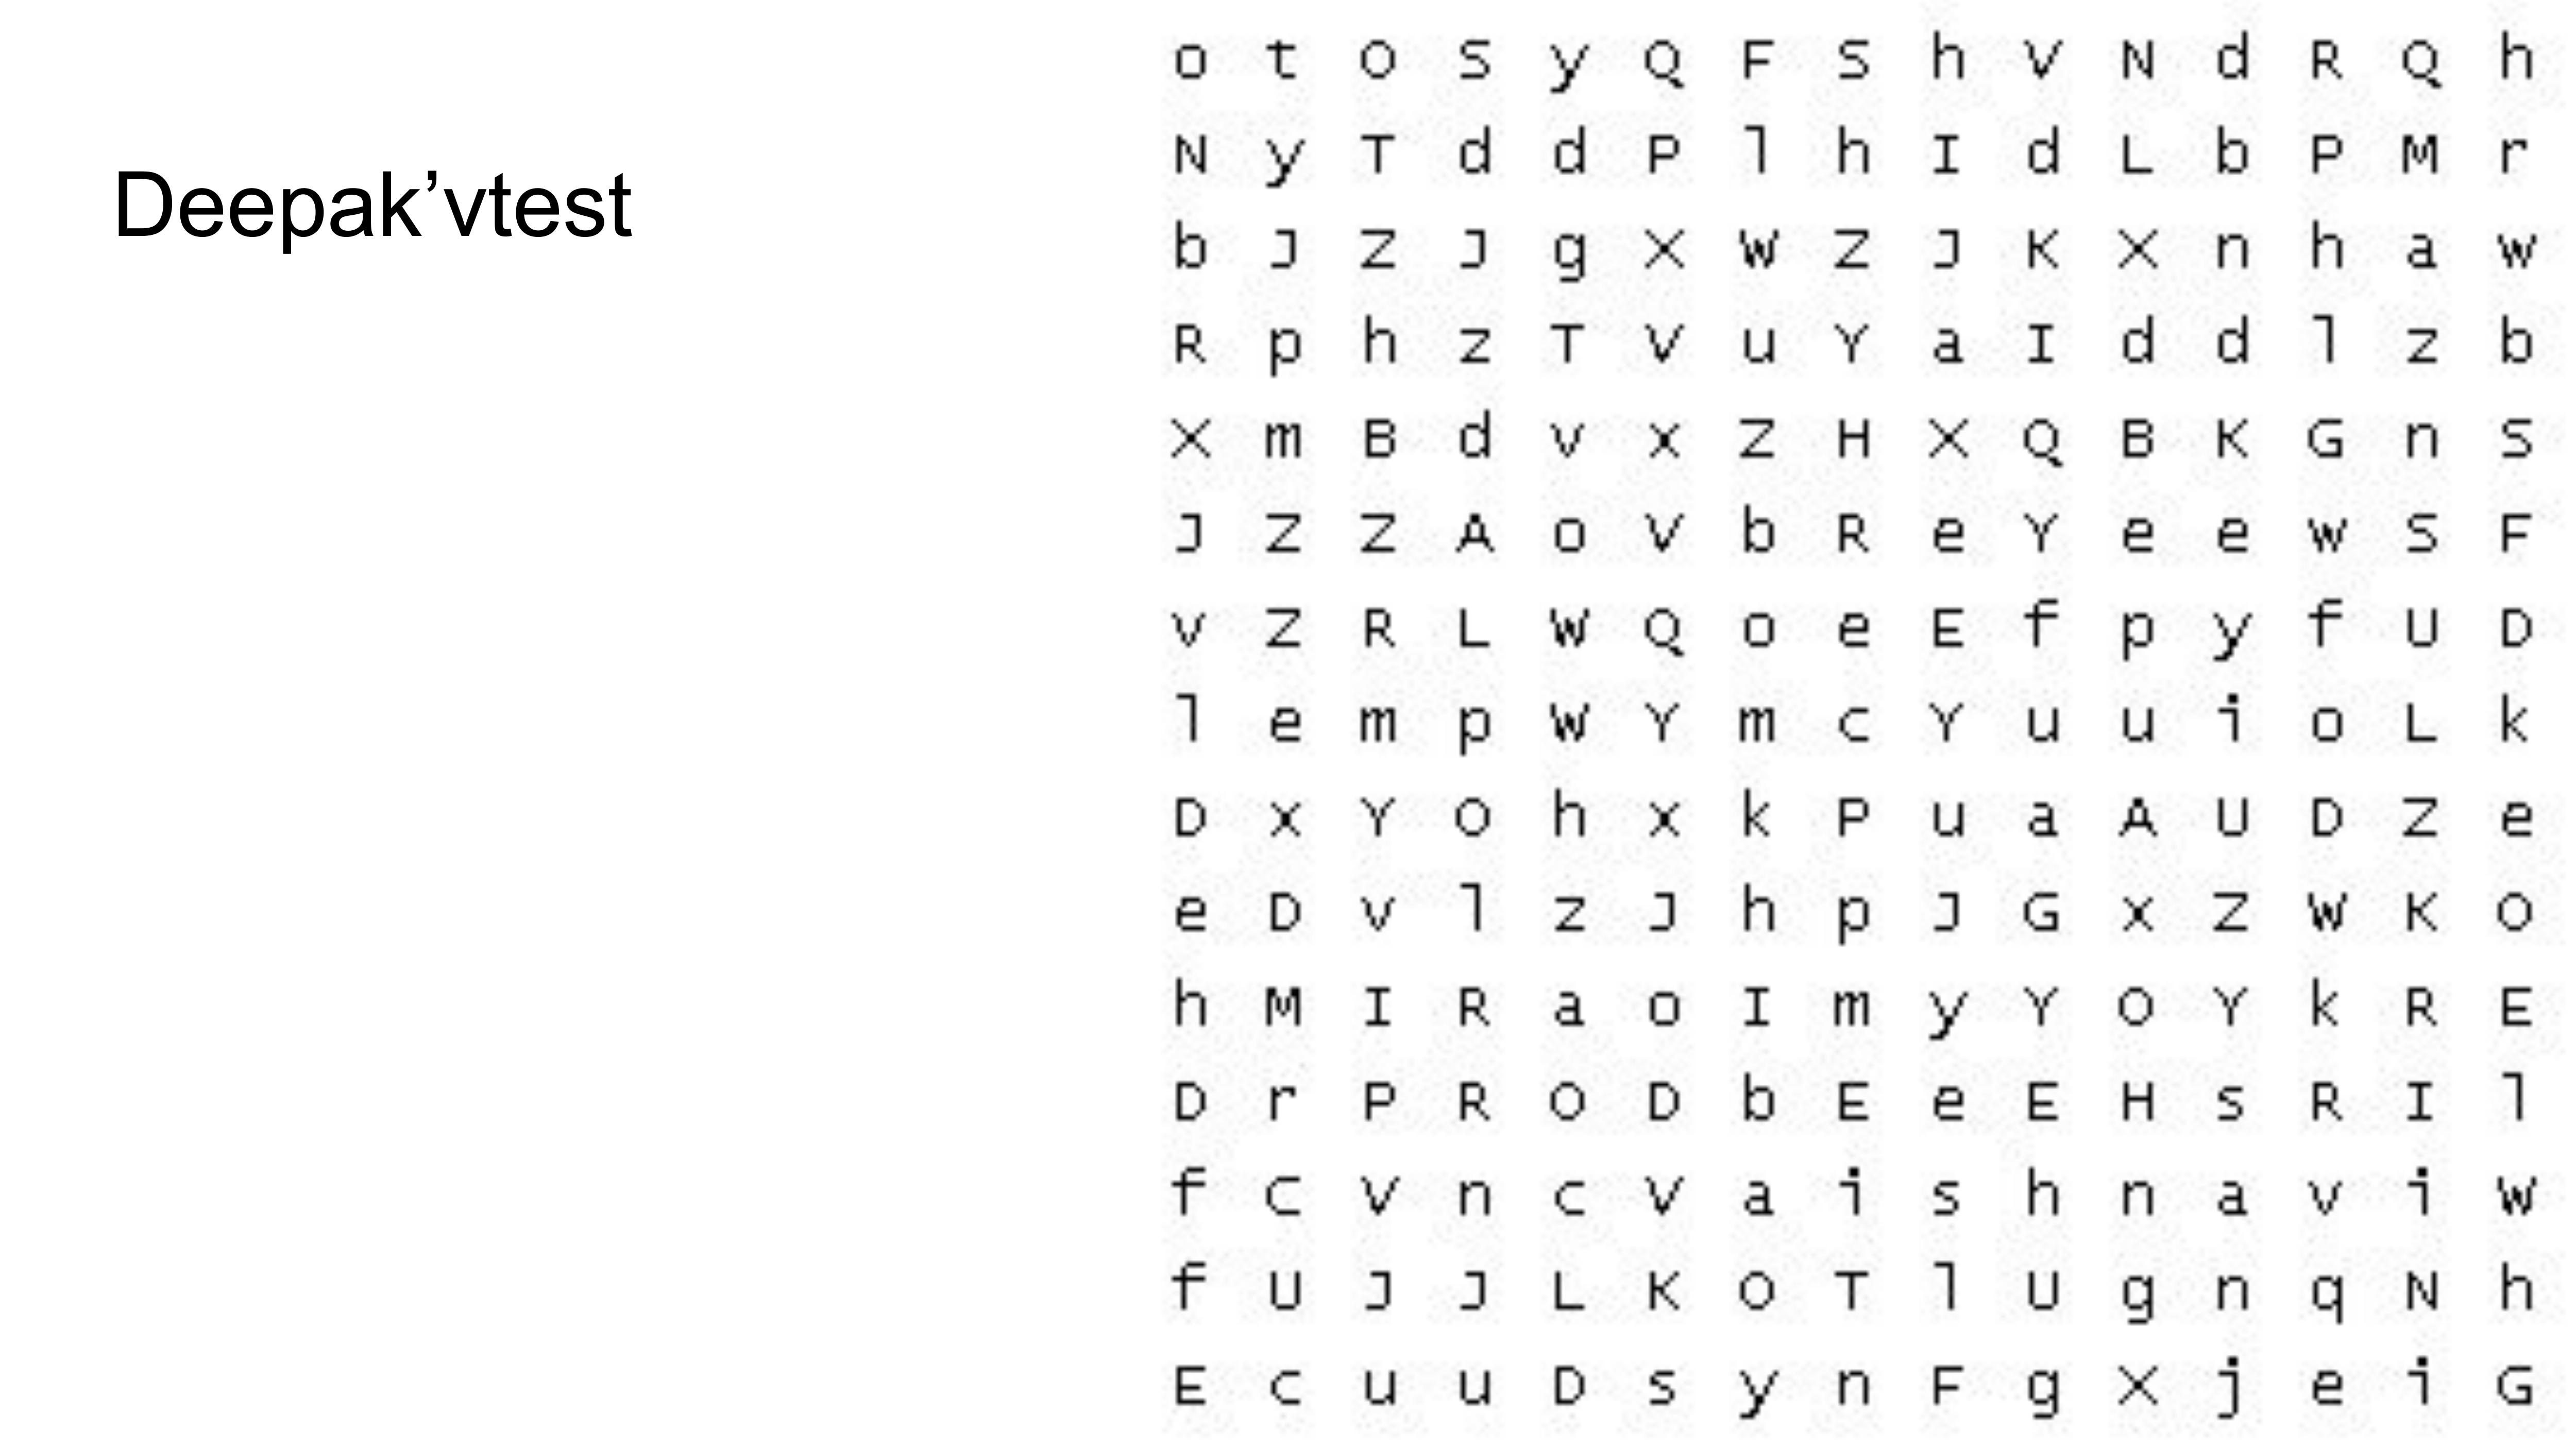 Deepak’vtest
o t O S y Q F S h V N d R Q h
N y T d d P l h I d L b P M r
b J Z J g X W Z J K X n h a w
R p h z T V u Y a I d d l z b
X m B d v x Z H X Q B K G n S
J Z Z A o V b R e Y e e w S F
v Z R L W Q o e E f p y f U D
l e m p W Y m c Y u u i o L k
D x Y O h x k P u a A U D Z e
e D v l z J h p J G x Z W K O
h M I R a o I m y Y O Y k R E
D r P R O D b E e E H s R I l
f C V n c V a i s h n a v i W
f U J J L K O T l U g n q N h
E c u u D s y n F g X j e i G